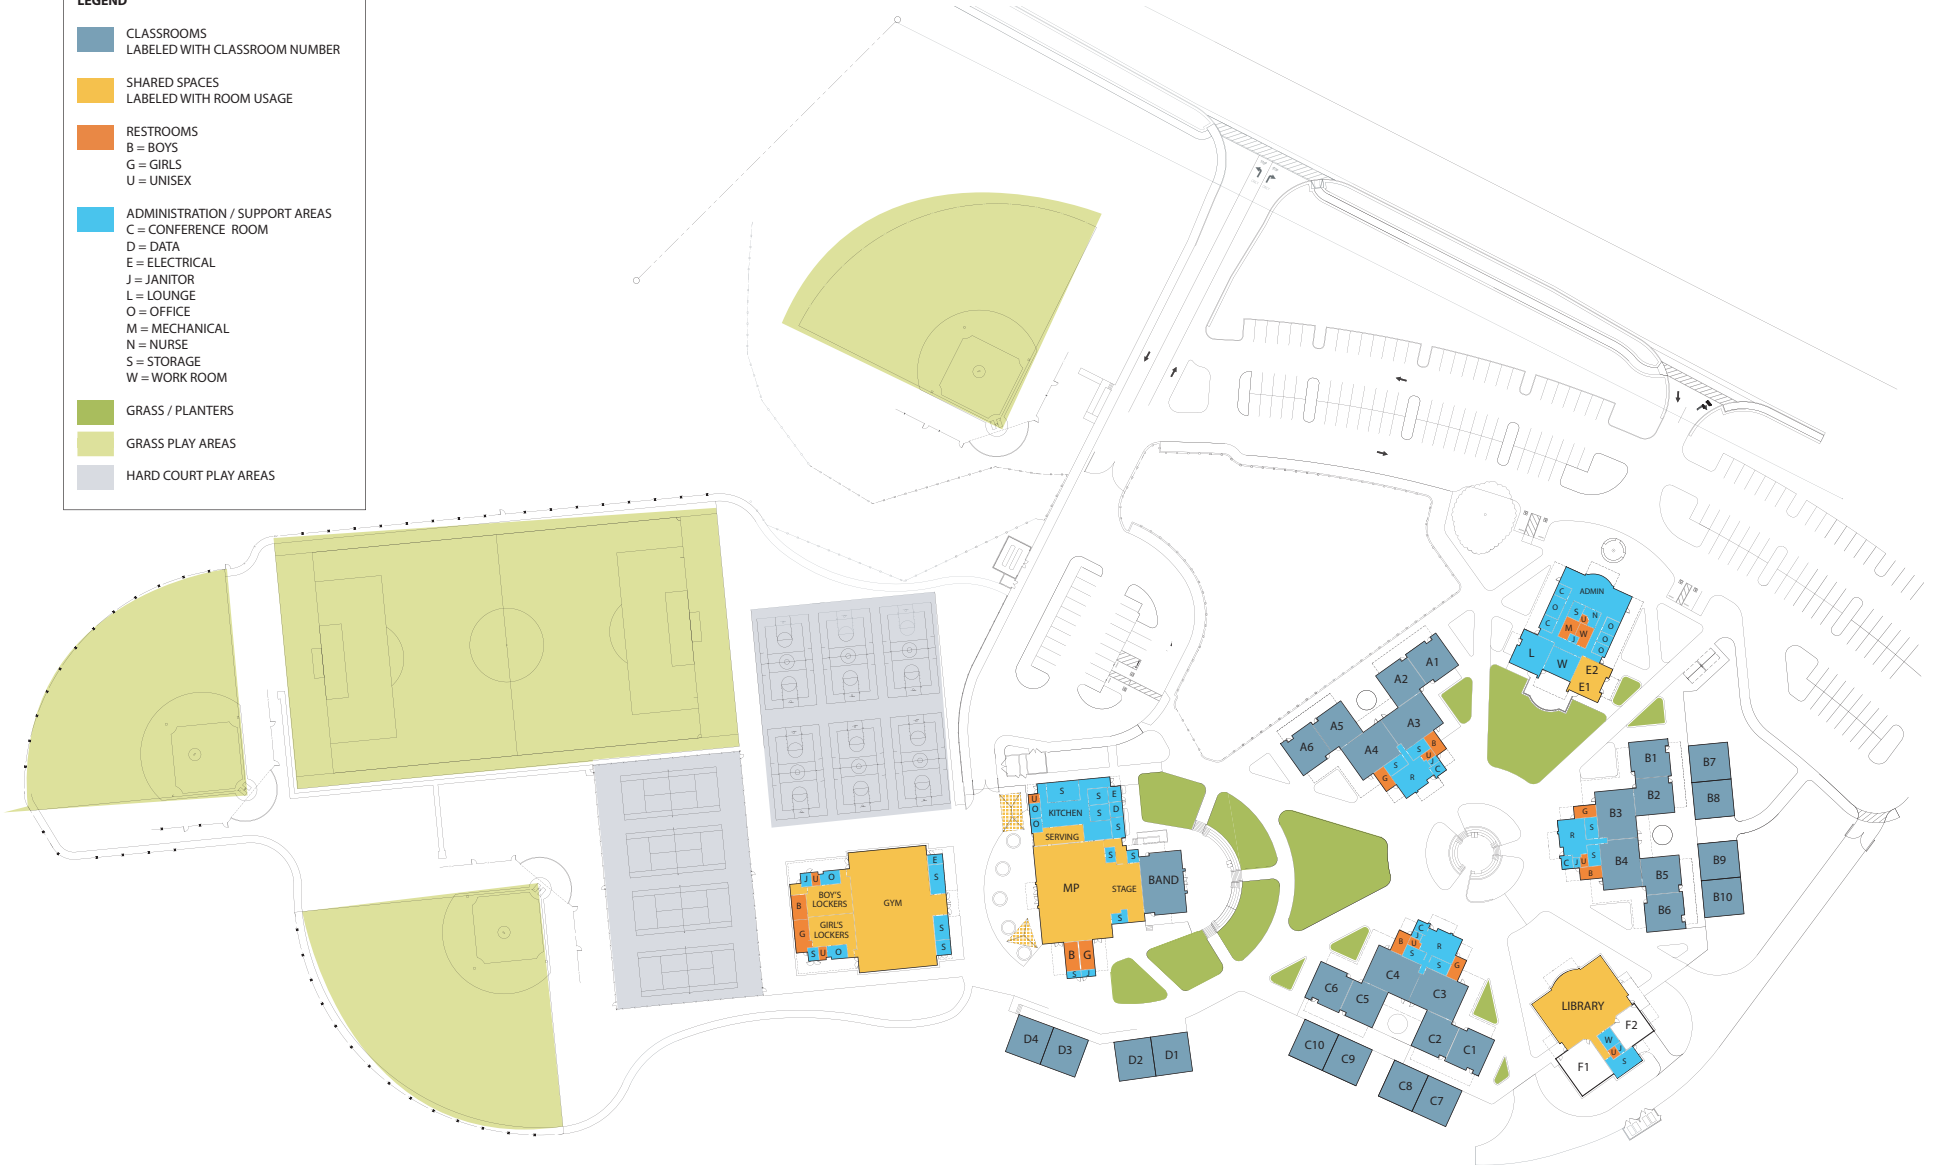 LEGEND
CLASSROOMS
LABELED WITH CLASSROOM NUMBER
SHARED SPACES
LABELED WITH ROOM USAGE
RESTROOMS
B = BOYS
G = GIRLS
U = UNISEX
ADMINISTRATION / SUPPORT AREAS
C = CONFERENCE ROOM
D = DATA
E = ELECTRICAL
J = JANITOR
L = LOUNGE
O = OFFICE
M = MECHANICAL
N = NURSE
S = STORAGE
W = WORK ROOM
GRASS / PLANTERS
GRASS PLAY AREAS
HARD COURT PLAY AREAS
C
ADMIN
O
S
N
C
U
O
M
W
J
O
O
L
W
E2
E1
A1
A2
A3
A5
A6
A4
B
S
U
J
C
S
G
R
B1
B7
B2
B8
B3
G
S
R
C
J
U
S
B
B4
B5
B6
B9
B10
U
S
S
E
O
KITCHEN
S
D
O
S
SERVING
S
S
MP
STAGE
BAND
S
B
G
S
J
J
U
O
E
S
BOY'S
LOCKERS
B
GYM
GIRL'S
LOCKERS
G
S
S
S
U
O
C
J
B
U
R
S
S
G
C4
C6
C5
C3
C2
C1
C10
C9
C8
C7
D4
D3
D2
D1
LIBRARY
F2
W
J
U
S
F1